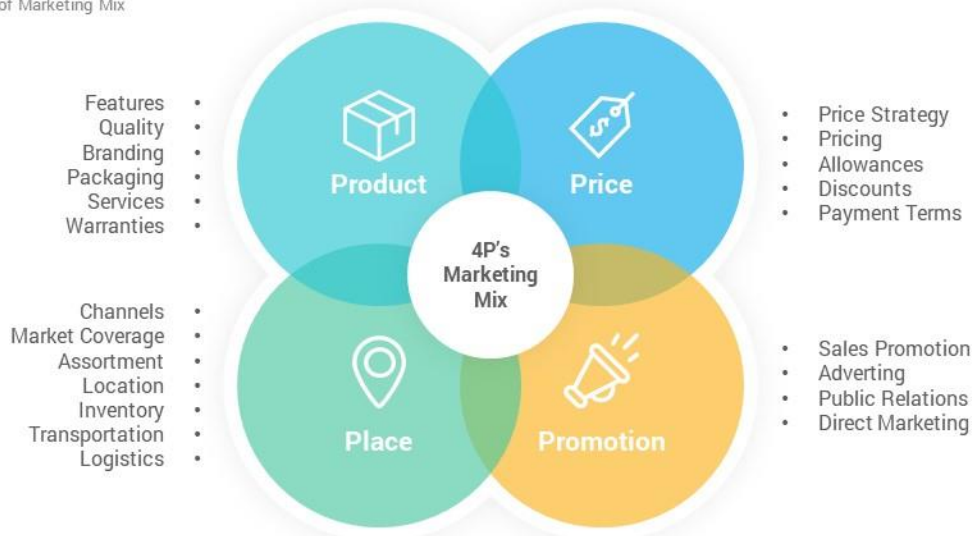 of Marketing Mix
Features •
Quality •
Branding •
Packaging •
Services •
Warranties •
Product
Price
• Price Strategy
• Pricing
• Allowances
• Discounts
• Payment Terms
4P's
Marketing
Mix
Channels •
Market Coverage •
Assortment •
Location •
Inventory •
Transportation •
Logistics •
Place
Promotion
• Sales Promotion
• Adverting
• Public Relations
• Direct Marketing